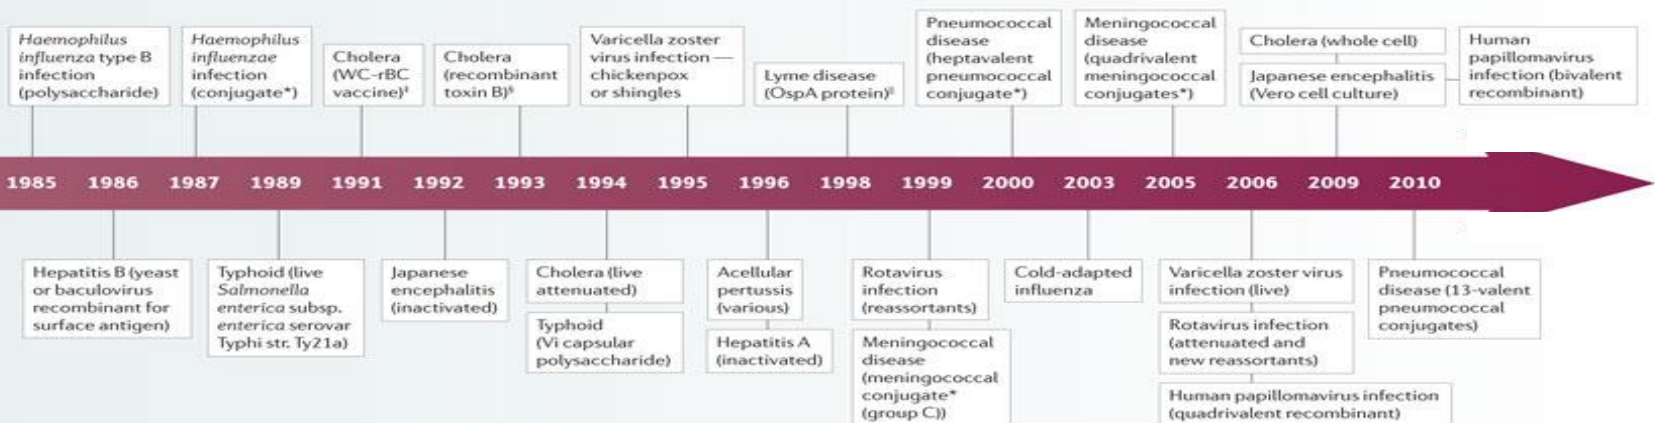 Haemophilus
influenza type B
infection
(polysaccharide)
Haemophilus
influenzae
infection
(conjugate*)
Cholera
(WC-rBC
vaccine)‡
Cholera
(recombinant
toxin B)§
Varicella zoster
virus infection —
chickenpox
or shingles
Lyme disease
(OspA protein)||
Pneumococcal
disease
(heptavalent
pneumococcal
conjugate*)
Meningococcal
disease
(quadrivalent
meningococcal
conjugates*)
Cholera (whole cell)
Japanese encephalitis
(Vero cell culture)
Human
papillomavirus
infection (bivalent
recombinant)
1985 1986 1987 1989 1991 1992 1993 1994 1995 1996 1998 1999 2000 2003 2005 2006 2009 2010
Hepatitis B (yeast
or baculovirus
recombinant for
surface antigen)
Typhoid (live
Salmonella
enterica subsp.
enterica serovar
Typhi str. Ty21a)
Japanese
encephalitis
(inactivated)
Cholera (live
attenuated)
Typhoid
(Vi capsular
polysaccharide)
Acellular
pertussis
(various)
Hepatitis A
(inactivated)
Rotavirus
infection
(reassortants)
Meningococcal
disease
(meningococcal
conjugate*
(group C))
Cold-adapted
influenza
Varicella zoster virus
infection (live)
Rotavirus infection
(attenuated and
new reassortants)
Human papillomavirus infection
(quadrivalent recombinant)
Pneumococcal
disease (13-valent
pneumococcal
conjugates)